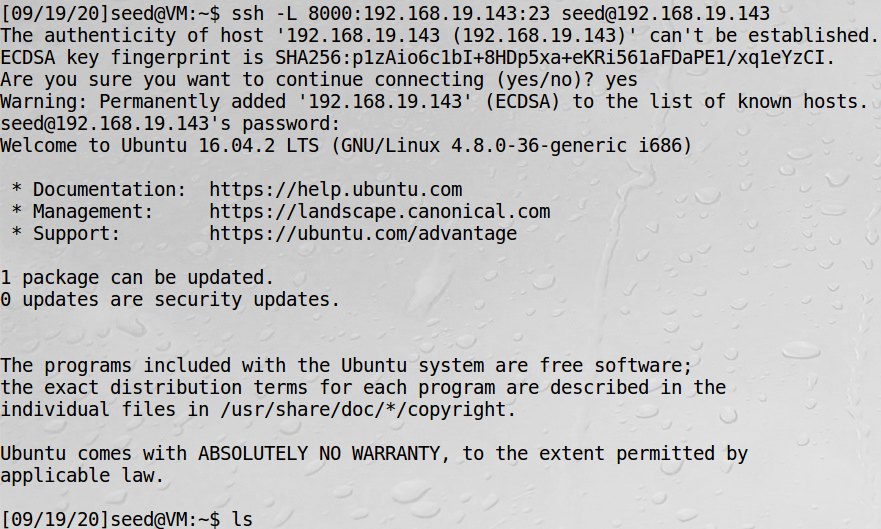 [09/19/20]seed@VM:~$ ssh -L 8000:192.168.19.143:23 seed@192.168.19.143
The authenticity of host '192.168.19.143 (192.168.19.143)' can't be established.
ECDSA key fingerprint is SHA256:p1zAio6c1bI+8HDp5xa+eKRi561aFDaPE1/xq1eYzCI.
Are you sure you want to continue connecting (yes/no)? yes
Warning: Permanently added '192.168.19.143' (ECDSA) to the list of known hosts.
seed@192.168.19.143's password:
Welcome to Ubuntu 16.04.2 LTS (GNU/Linux 4.8.0-36-generic i686)
* Documentation:  https://help.ubuntu.com
* Management:     https://landscape.canonical.com
* Support:        https://ubuntu.com/advantage
1 package can be updated.
0 updates are security updates.
The programs included with the Ubuntu system are free software;
the exact distribution terms for each program are described in the
individual files in /usr/share/doc/*/copyright.
Ubuntu comes with ABSOLUTELY NO WARRANTY, to the extent permitted by
applicable law.
[09/19/20]seed@VM:~$ ls